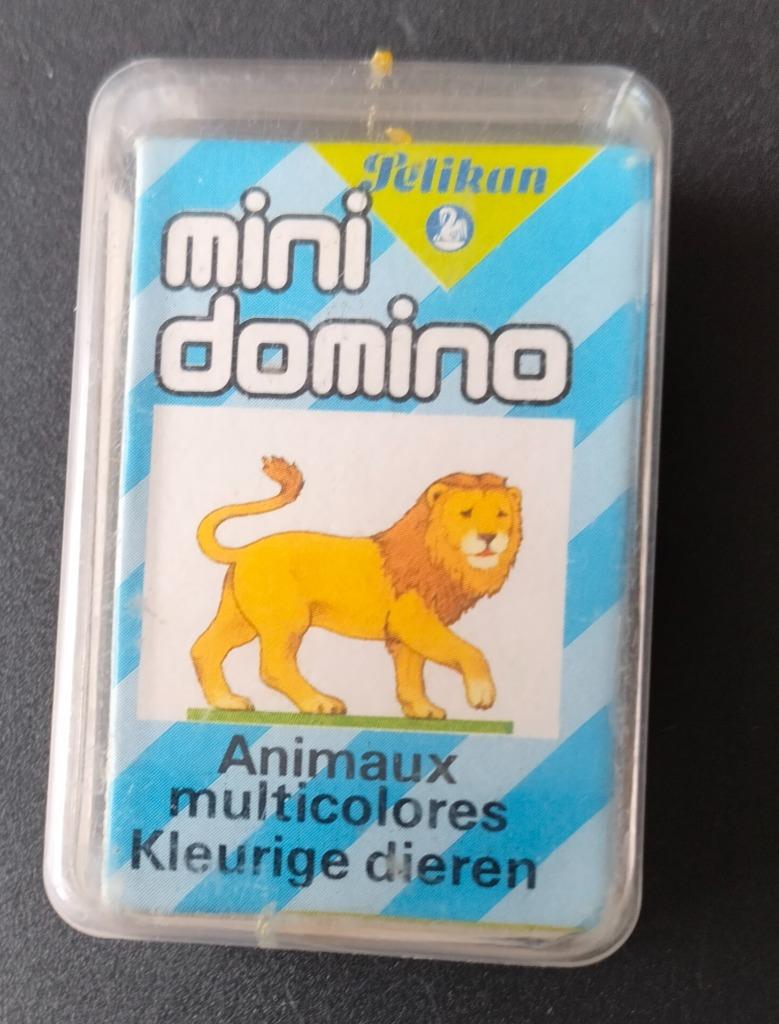 Pelikan
mini
domino
Animaux
multicolores
Kleurige dieren